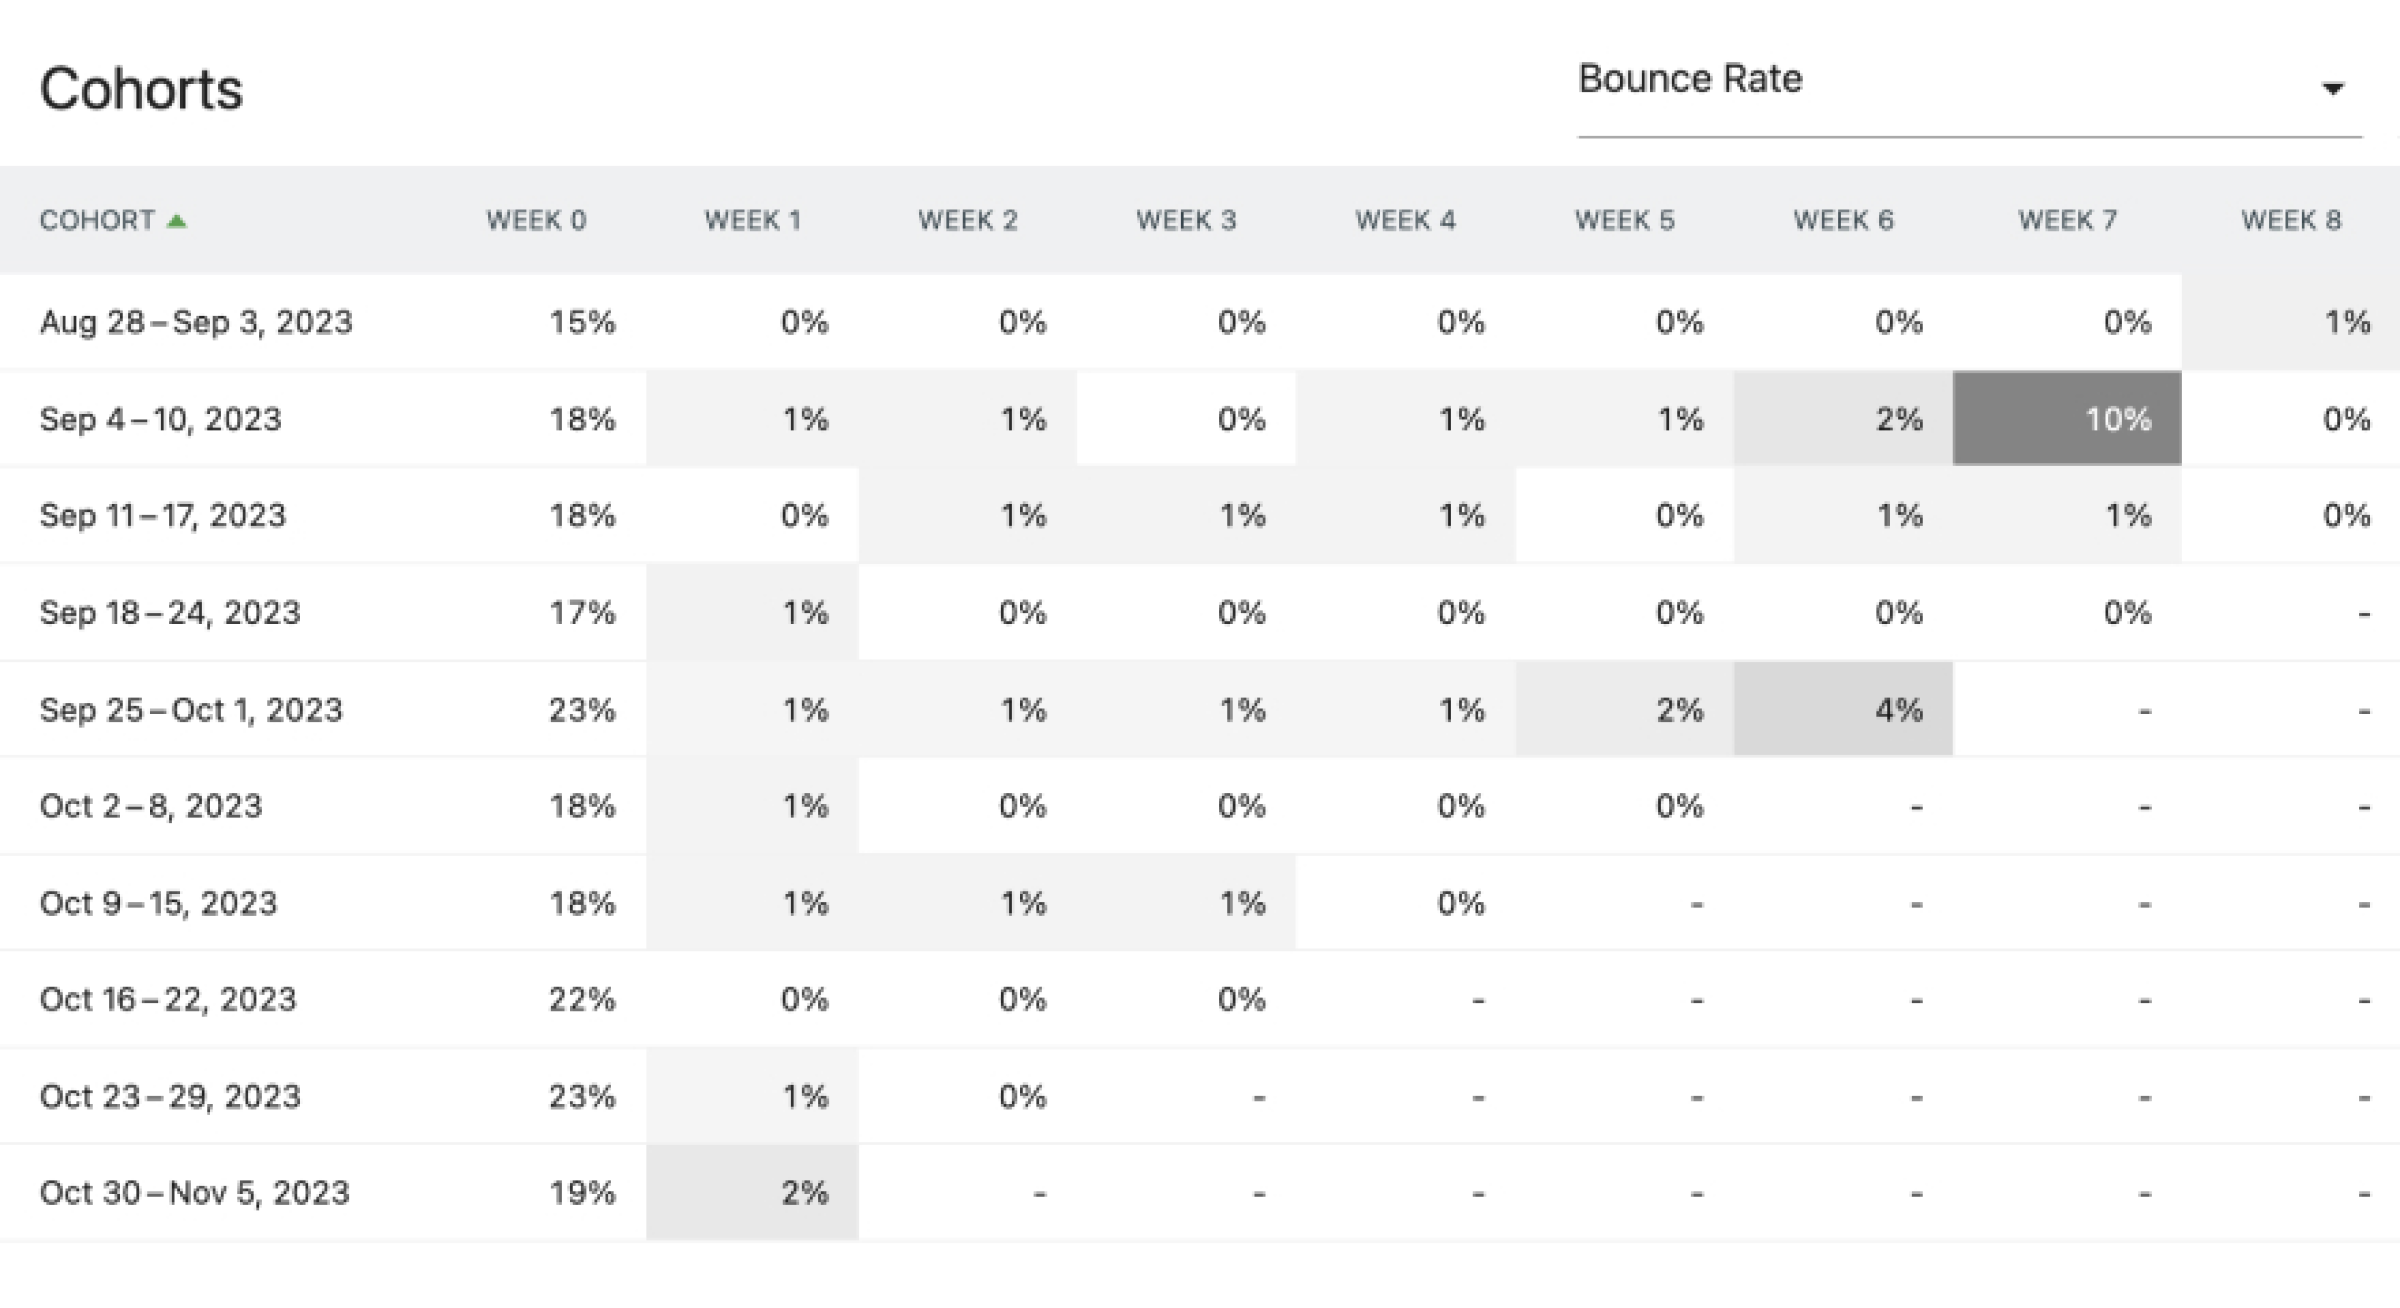 Cohorts
Bounce Rate
COHORT WEEK 0 WEEK 1 WEEK 2 WEEK 3 WEEK 4 WEEK 5 WEEK 6 WEEK 7 WEEK 8
Aug 28 – Sep 3, 2023 15% 0% 0% 0% 0% 0% 0% 0% 1%
Sep 4 – 10, 2023 18% 1% 1% 0% 1% 1% 2% 10% 0%
Sep 11 – 17, 2023 18% 0% 1% 1% 1% 0% 1% 1% 0%
Sep 18 – 24, 2023 17% 1% 0% 0% 0% 0% 0% 0% -
Sep 25 – Oct 1, 2023 23% 1% 1% 1% 1% 2% 4% - -
Oct 2 – 8, 2023 18% 1% 0% 0% 0% 0% - - -
Oct 9 – 15, 2023 18% 1% 1% 1% 0% - - - -
Oct 16 – 22, 2023 22% 0% 0% 0% - - - - -
Oct 23 – 29, 2023 23% 1% 0% - - - - - -
Oct 30 – Nov 5, 2023 19% 2% - - - - - - -